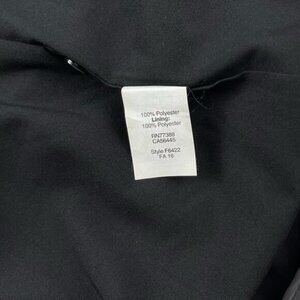 100% Polyester
Lining:
100% Polyester
RN77388
CA56445
Style F6422
FA 16